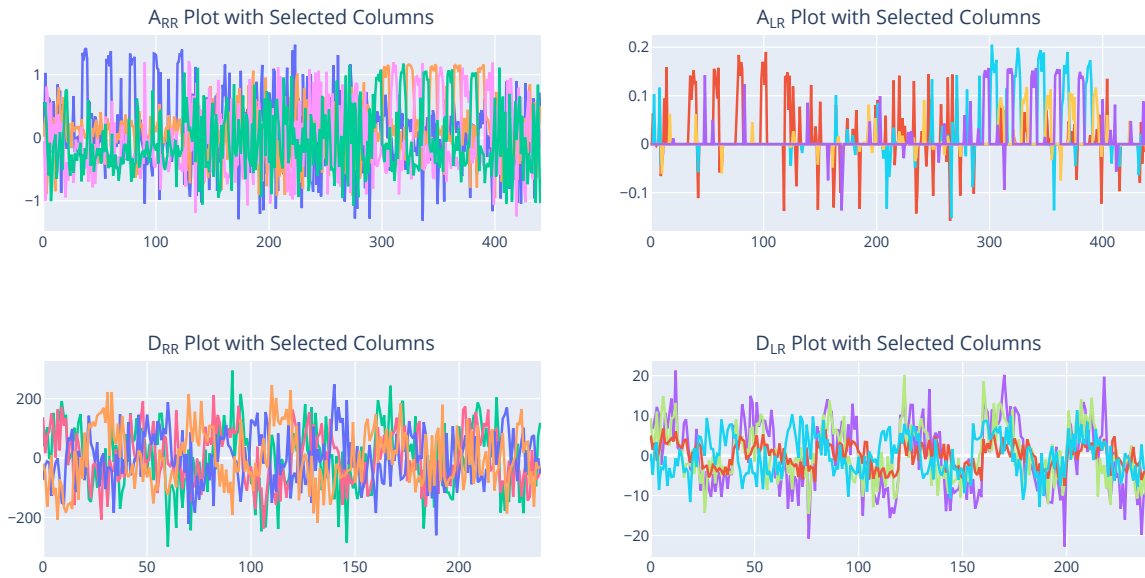 A_RR Plot with Selected Columns
A_LR Plot with Selected Columns
1
0
−1
0 100 200 300 400
0.2
0.1
0
−0.1
0 100 200 300 400
D_RR Plot with Selected Columns
D_LR Plot with Selected Columns
200
0
−200
0 50 100 150 200
20
10
0
−10
−20
0 50 100 150 200